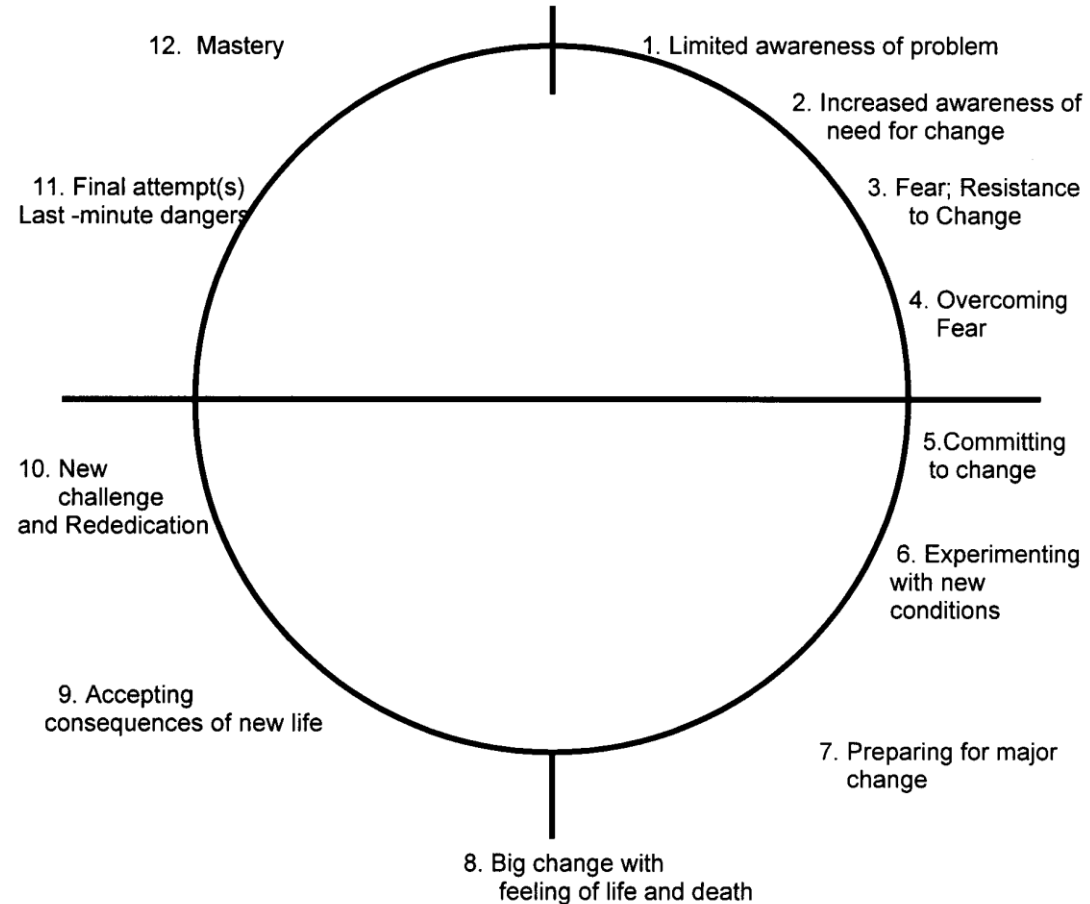 12. Mastery
1. Limited awareness of problem
2. Increased awareness of
need for change
11. Final attempt(s)
Last -minute dangers
3. Fear; Resistance
to Change
4. Overcoming
Fear
5.Committing
to change
10. New
challenge
and Rededication
6. Experimenting
with new
conditions
9. Accepting
consequences of new life
7. Preparing for major
change
8. Big change with
feeling of life and death